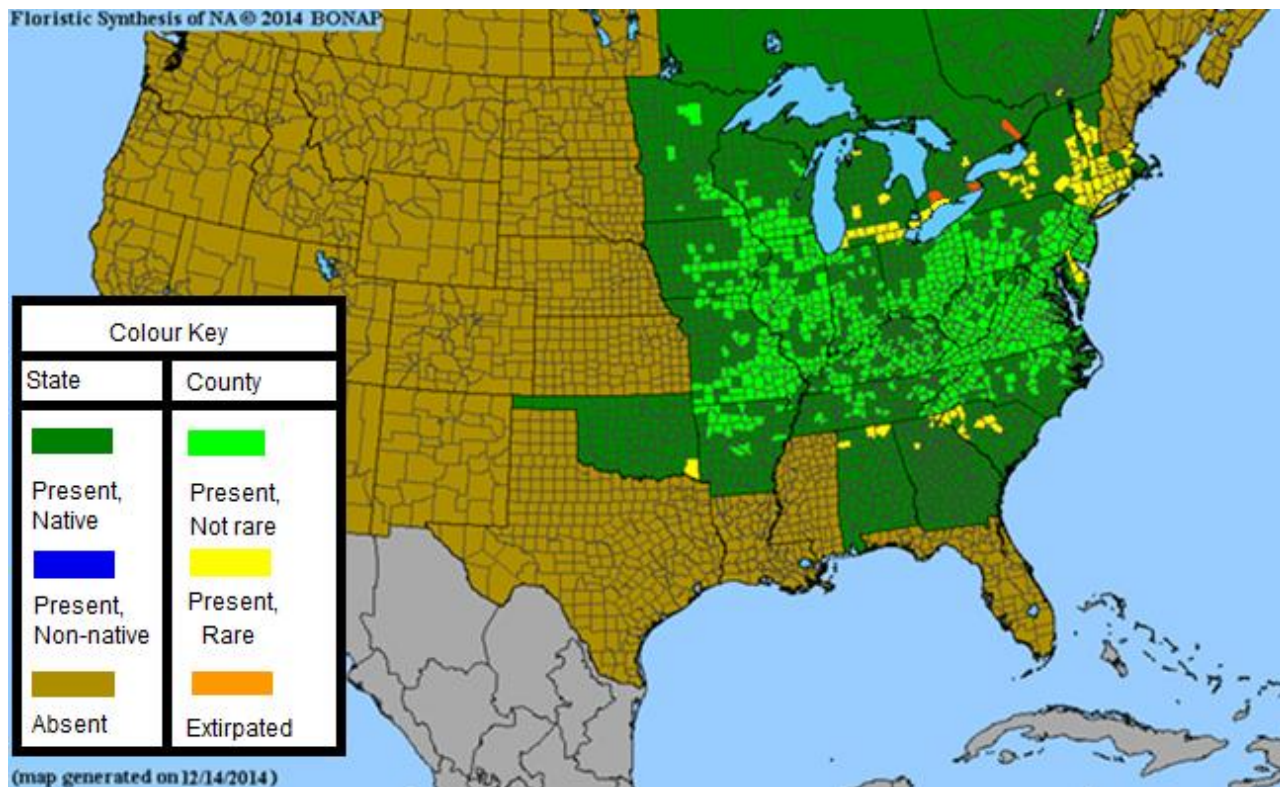 Floristic Synthesis of NA © 2014 BONAP
Colour Key
State
County
Present,
Native
Present,
Not rare
Present,
Non-native
Present,
Rare
Absent
Extirpated
(map generated on 12/14/2014)